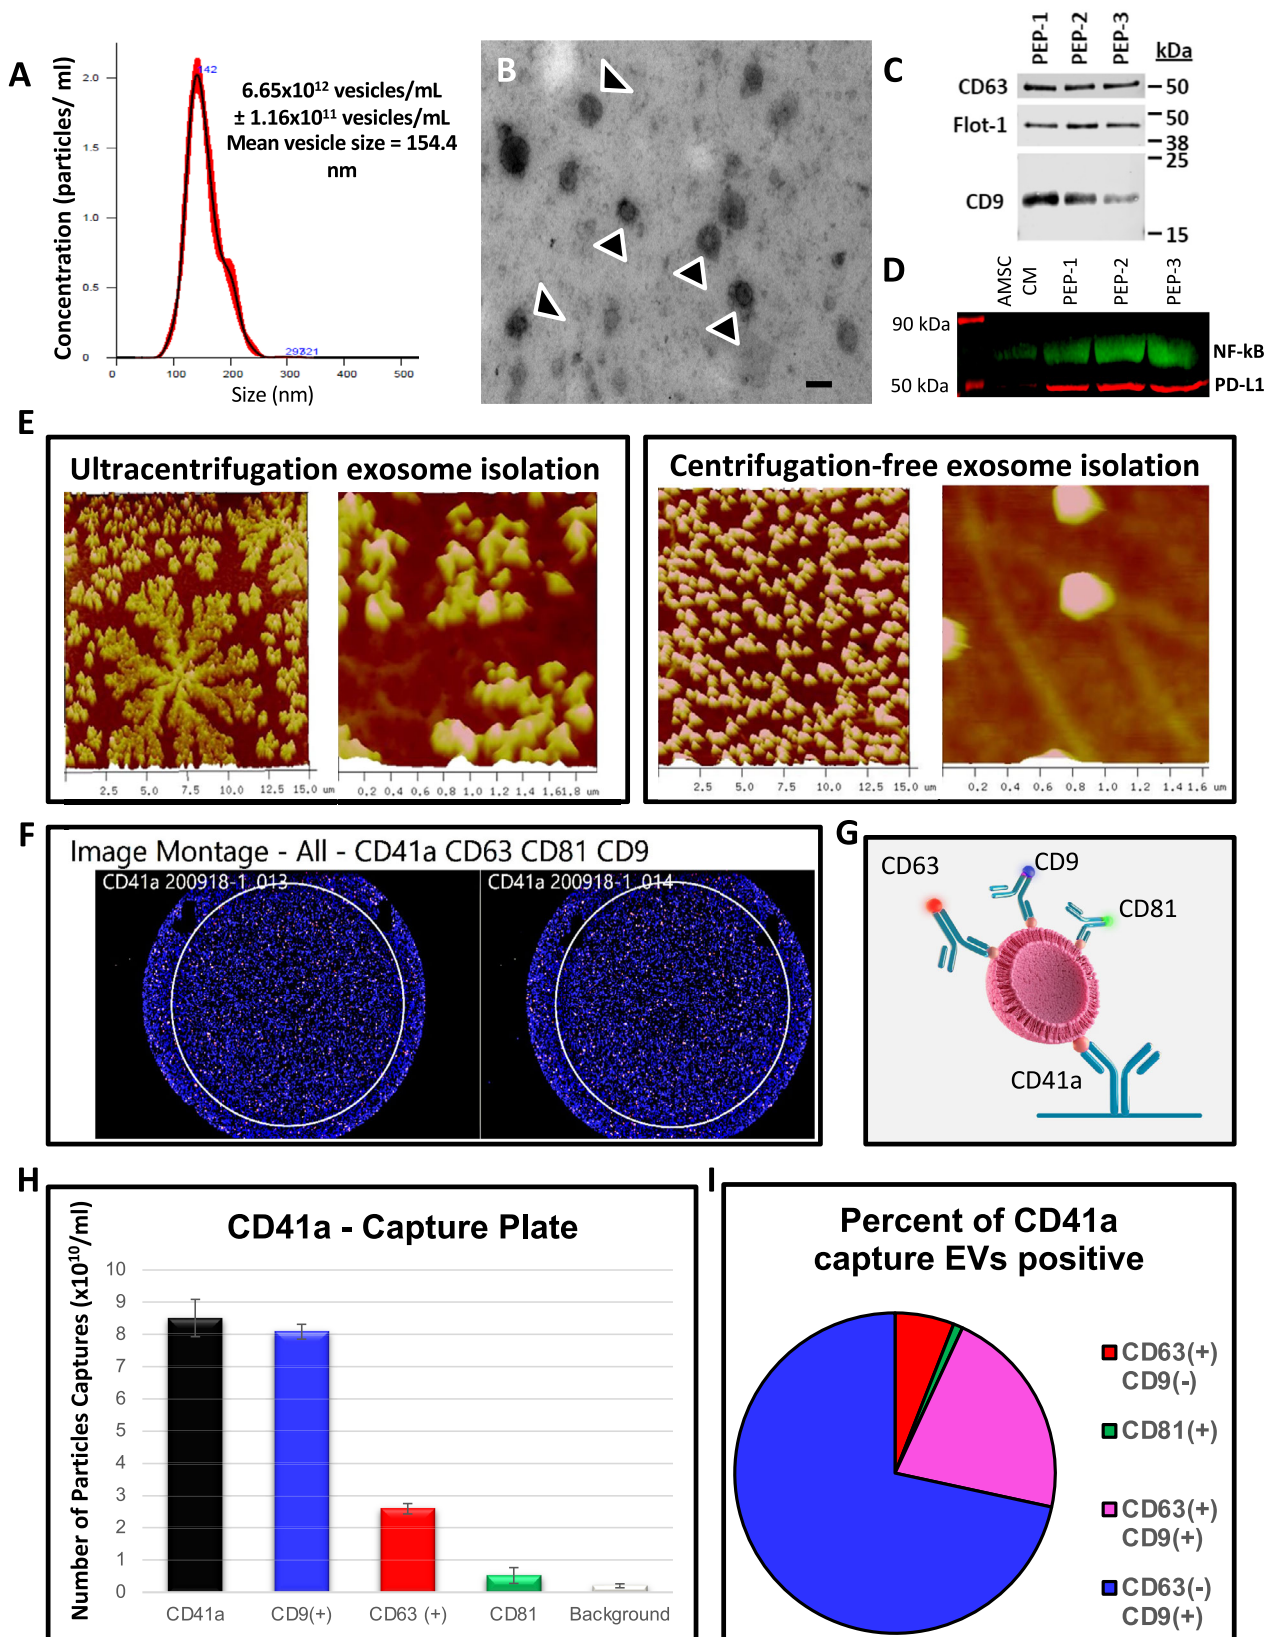 A
Concentration (particles/ ml)
2.0
1.5
1.0
0.5
0
142
6.65x10¹² vesicles/mL
± 1.16x10¹¹ vesicles/mL
Mean vesicle size = 154.4
nm
0 100 200 300 400 500
Size (nm)
B
C
PEP-1 PEP-2 PEP-3
kDa
CD63
50
Flot-1
50
38
25
CD9
15
D
AMSC
CM
PEP-1
PEP-2
PEP-3
90 kDa
NF-kB
50 kDa
PD-L1
E
Ultracentrifugation exosome isolation
2.5 5.0 7.5 10.0 12.5 15.0 um
0.2 0.4 0.6 0.8 1.0 1.2 1.4 1.6 1.8 um
Centrifugation-free exosome isolation
2.5 5.0 7.5 10.0 12.5 15.0 um
0.2 0.4 0.6 0.8 1.0 1.2 1.4 1.6 um
F
Image Montage - All - CD41a CD63 CD81 CD9
CD41a 200918-1_013
CD41a 200918-1_014
G
CD63
CD9
CD81
CD41a
H
CD41a - Capture Plate
Number of Particles Captures (x10¹⁰/ml)
10
9
8
7
6
5
4
3
2
1
0
CD41a CD9(+) CD63 (+) CD81 Background
I
Percent of CD41a
capture EVs positive
CD63(+)
CD9(-)
CD81(+)
CD63(+)
CD9(+)
CD63(-)
CD9(+)